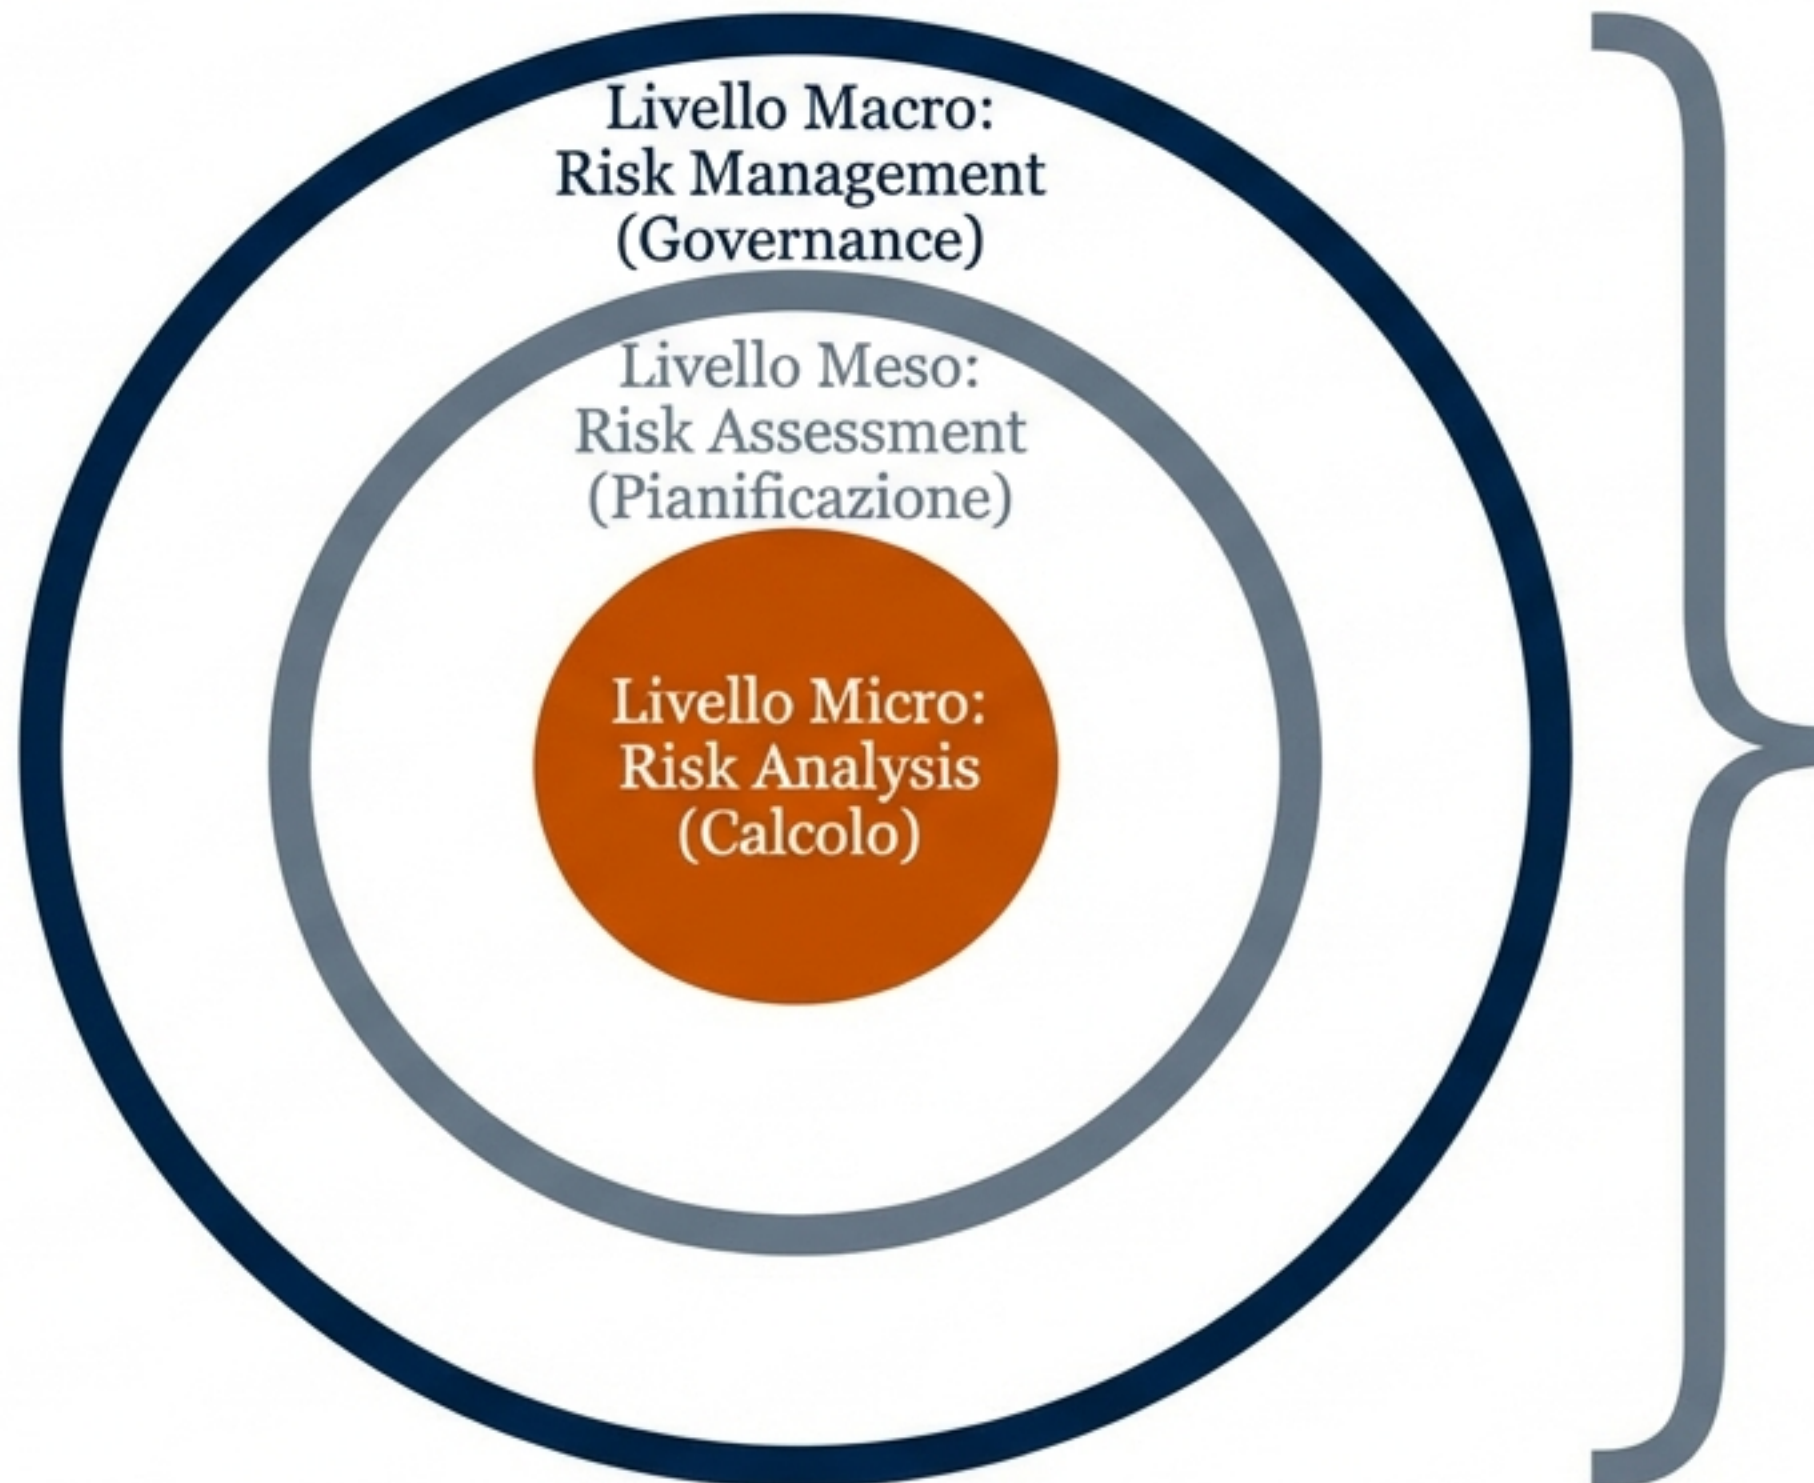 Livello Macro:
Risk Management
(Governance)
Livello Meso:
Risk Assessment
(Pianificazione)
Livello Micro:
Risk Analysis
(Calcolo)